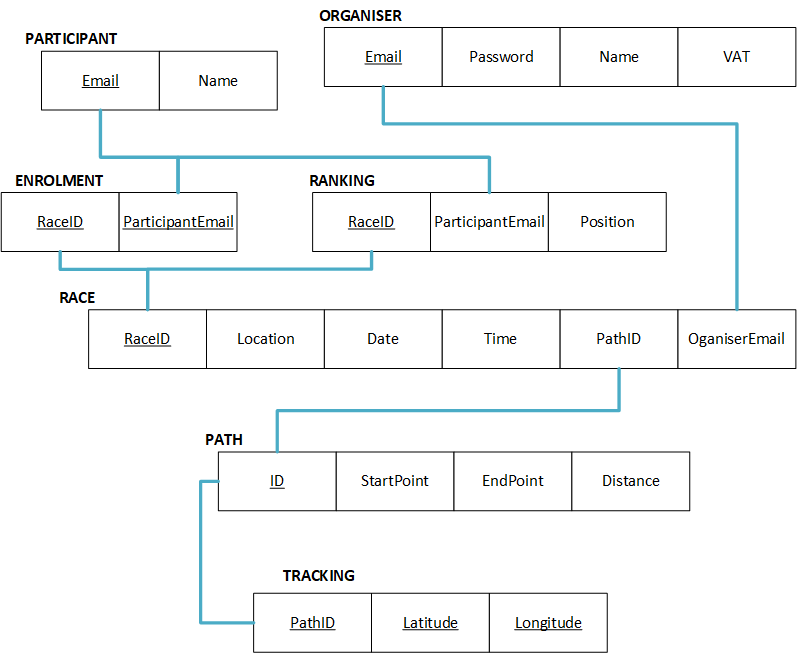 ORGANISER
Email Password Name VAT
PARTICIPANT
Email Name
ENROLMENT
RaceID ParticipantEmail
RANKING
RaceID ParticipantEmail Position
RACE
RaceID Location Date Time PathID OganiserEmail
PATH
ID StartPoint EndPoint Distance
TRACKING
PathID Latitude Longitude